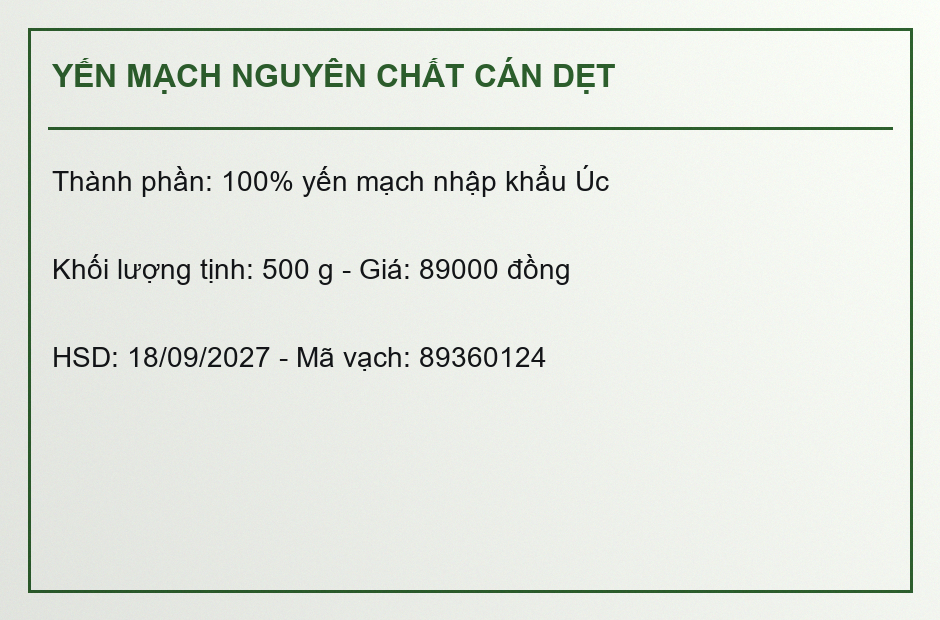 YẾN MẠCH NGUYÊN CHẤT CÁN DẸT
Thành phần: 100% yến mạch nhập khẩu Úc
Khối lượng tịnh: 500 g - Giá: 89000 đồng
HSD: 18/09/2027 - Mã vạch: 89360124